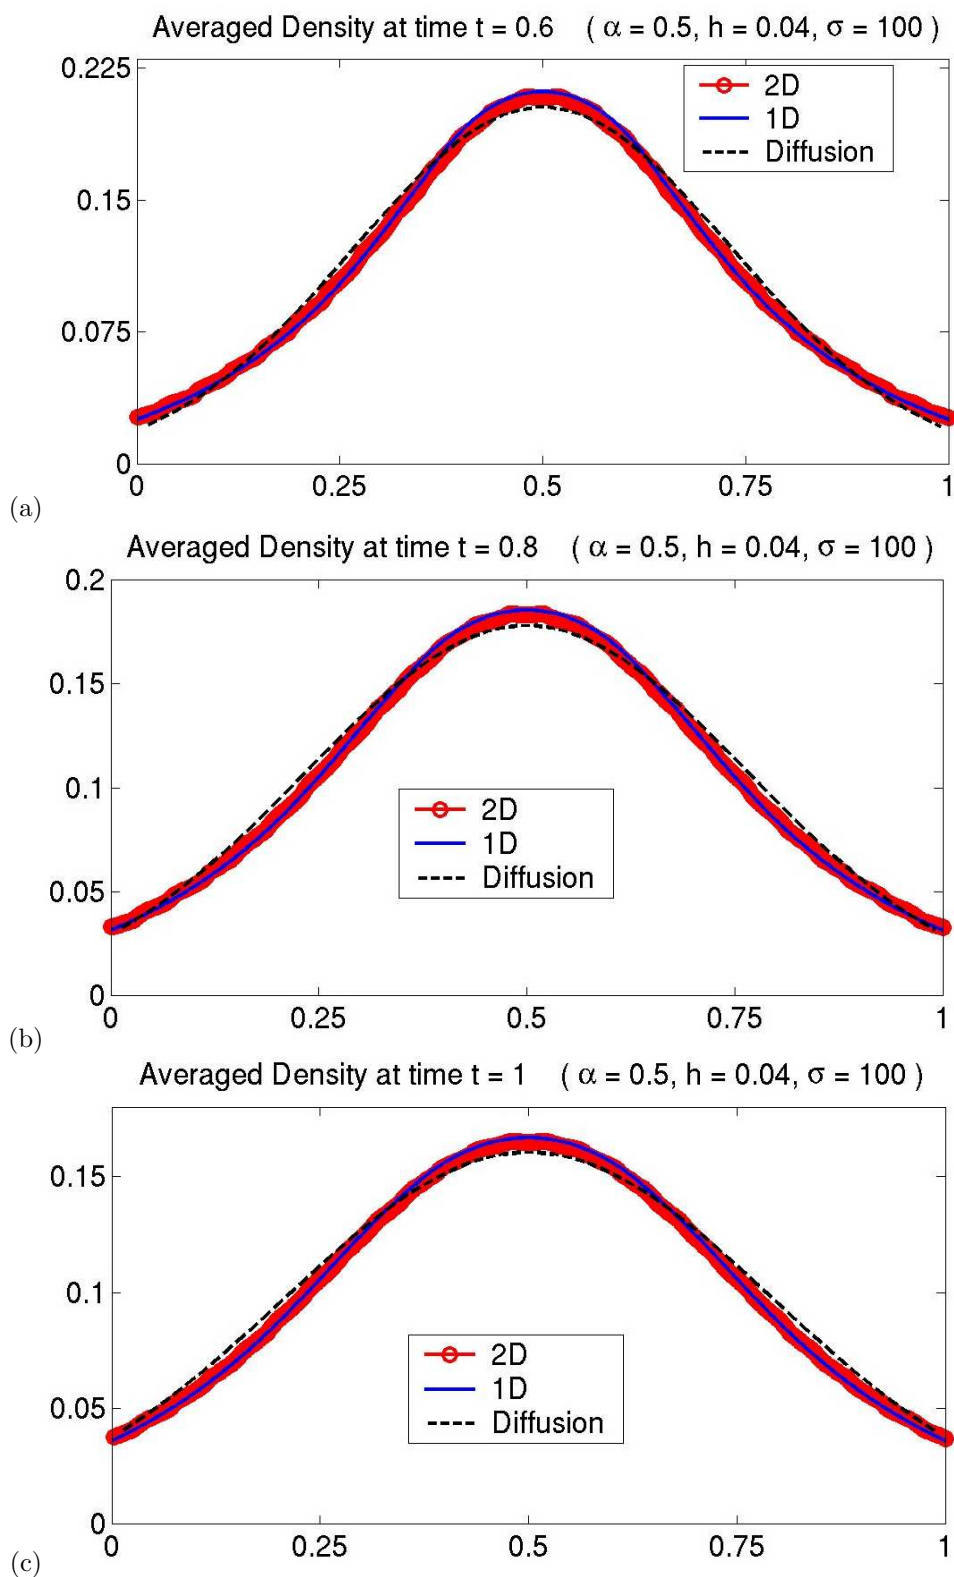 Averaged Density at time t = 0.6 ( α = 0.5, h = 0.04, σ = 100 )
0.225
0.15
0.075
0
2D
1D
Diffusion
0 0.25 0.5 0.75 1
(a)
Averaged Density at time t = 0.8 ( α = 0.5, h = 0.04, σ = 100 )
0.2
0.15
0.1
0.05
0
2D
1D
Diffusion
0 0.25 0.5 0.75 1
(b)
Averaged Density at time t = 1 ( α = 0.5, h = 0.04, σ = 100 )
0.15
0.1
0.05
0
2D
1D
Diffusion
0 0.25 0.5 0.75 1
(c)